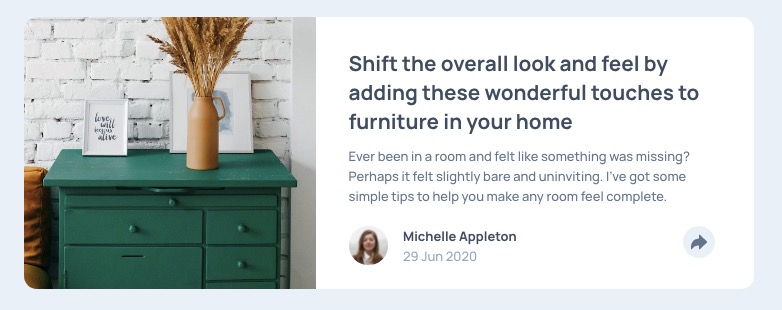 love
will
keep us
alive
Shift the overall look and feel by
adding these wonderful touches to
furniture in your home
Ever been in a room and felt like something was missing?
Perhaps it felt slightly bare and uninviting. I've got some
simple tips to help you make any room feel complete.
Michelle Appleton
29 Jun 2020